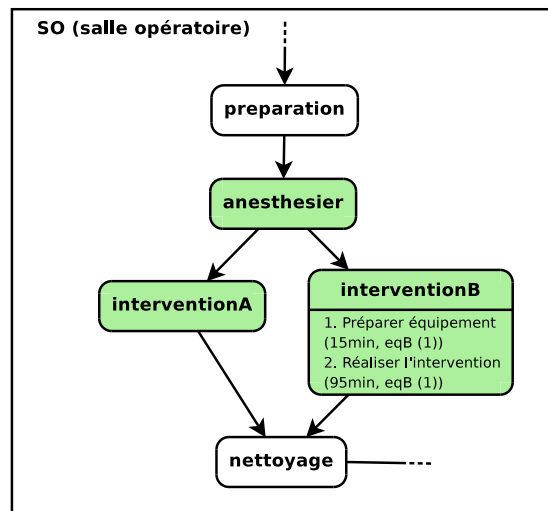 SO (salle opératoire)
preparation
anesthesier
interventionA
interventionB
1. Préparer équipement
(15min, eqB (1))
2. Réaliser l'intervention
(95min, eqB (1))
nettoyage